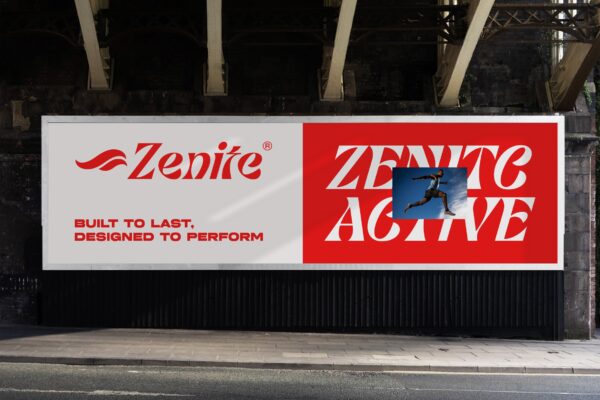 Zenite®
BUILT TO LAST,
DESIGNED TO PERFORM
ZENITE
ACTIVE